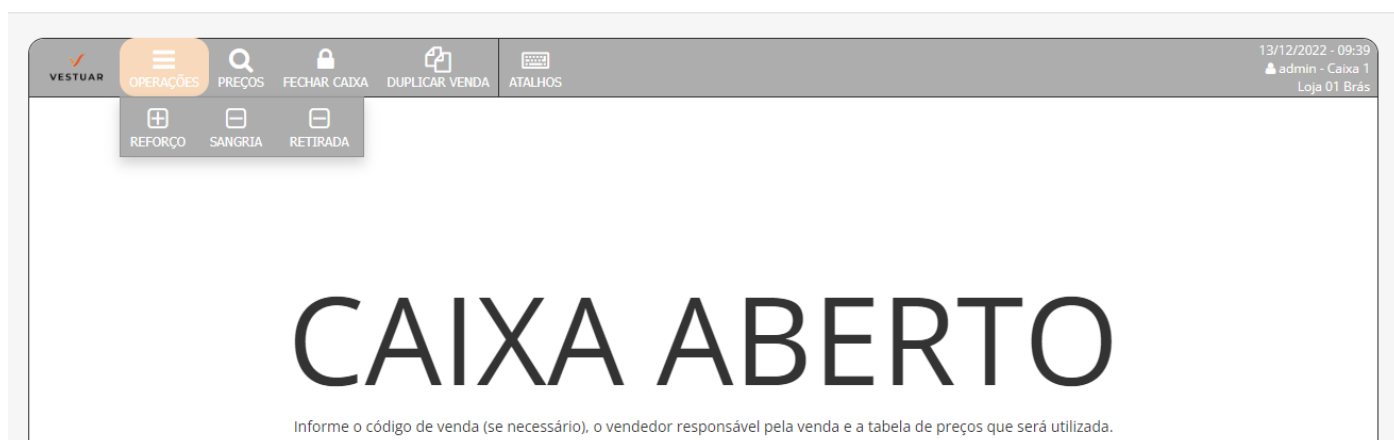 VESTUAR OPERAÇÕES PREÇOS FECHAR CAIXA DUPLICAR VENDA ATALHOS
13/12/2022 - 09:39
admin - Caixa 1
Loja 01 Brás
REFORÇO SANGRIA RETIRADA
CAIXA ABERTO
Informe o código de venda (se necessário), o vendedor responsável pela venda e a tabela de preços que será utilizada.